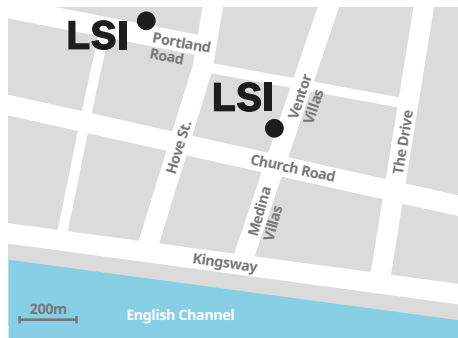 LSI
Portland
Road
LSI
Ventor
Villas
The Drive
Hove St.
Church Road
Medina
Villas
Kingsway
200m
English Channel